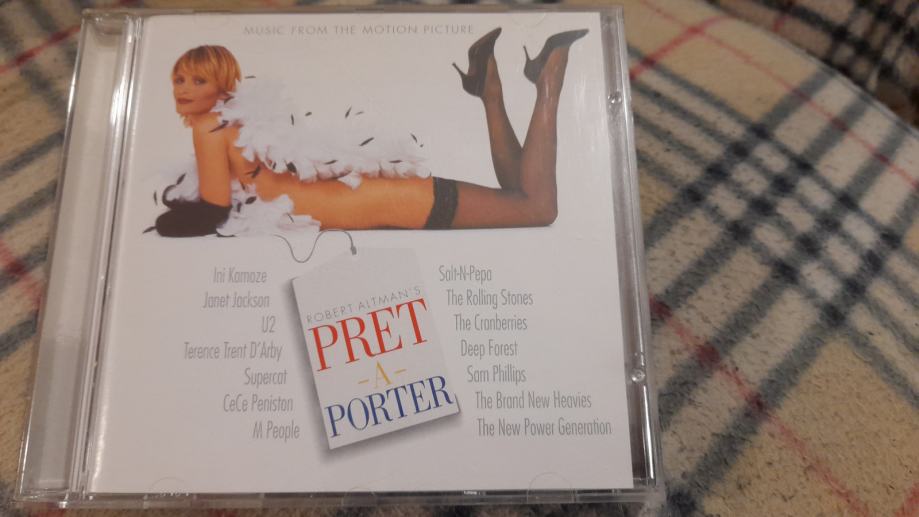 MUSIC FROM THE MOTION PICTURE
Ini Kamoze
Janet Jackson
U2
Terence Trent D'Arby
Supercat
CeCe Peniston
M People
ROBERT ALTMAN'S
PRET
-A-
PORTER
Salt-N-Pepa
The Rolling Stones
The Cranberries
Deep Forest
Sam Phillips
The Brand New Heavies
The New Power Generation